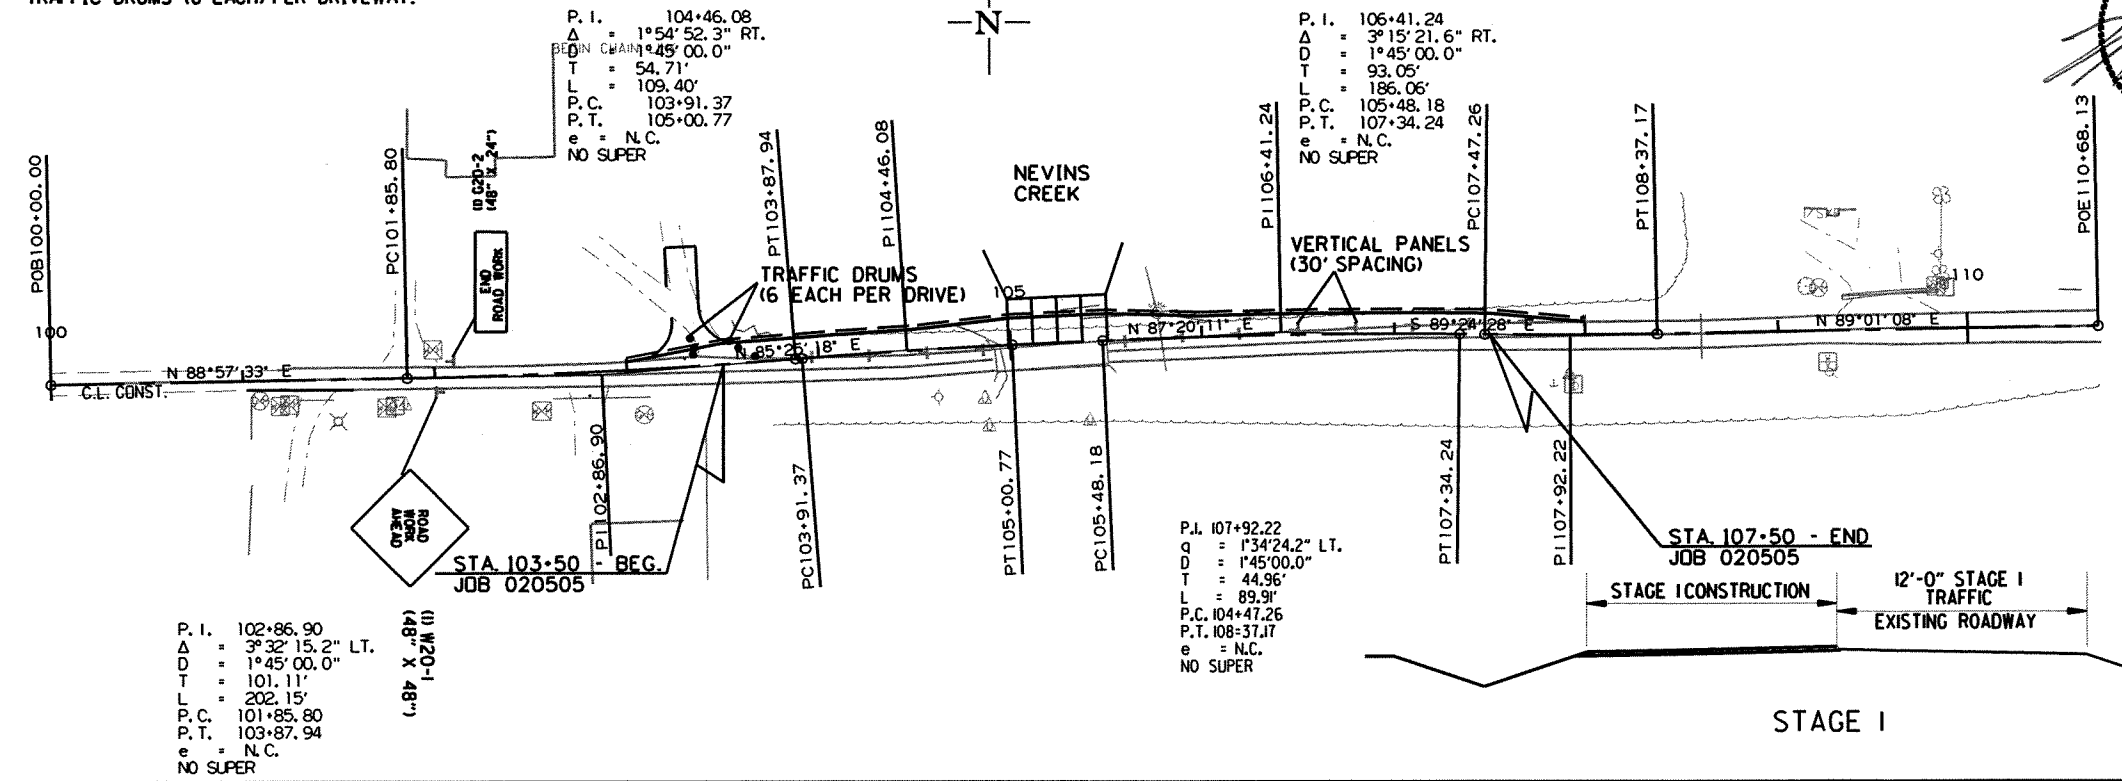 TRAFFIC DRUMS (6 EACH) PER DRIVEWAY.
P.I. 104+46.08
Δ = 1°54'52.3" RT.
D = 1°45'00.0"
T = 54.71'
L = 109.40'
P.C. 103+91.37
P.T. 105+00.77
e = N.C.
NO SUPER
N
P.I. 106+41.24
Δ = 3°15'21.6" RT.
D = 1°45'00.0"
T = 93.05'
L = 186.06'
P.C. 105+48.18
P.T. 107+34.24
e = N.C.
NO SUPER
BEGIN CHAIN
POB100+00.00
PC101+85.80
(1) G20-2
(48" X 24")
END
ROAD WORK
PT103+87.94
PI104+46.08
NEVINS
CREEK
PI106+41.24
PC107+47.26
PT108+37.17
POE110+68.13
VERTICAL PANELS
(30' SPACING)
TRAFFIC DRUMS
(6 EACH PER DRIVE)
100
105
110
N 88°57'33" E
C.L. CONST.
N 85°25'18" E
N 87°20'11" E
S 89°24'28" E
N 89°01'08" E
ROAD
WORK
AHEAD
PI102+86.90
PC103+91.37
PT105+00.77
PC105+48.18
PT107+34.24
PI107+92.22
STA. 103+50 - BEG.
JOB 020505
STA. 107+50 - END
JOB 020505
(1) W20-1
(48" X 48")
P.I. 102+86.90
Δ = 3°32'15.2" LT.
D = 1°45'00.0"
T = 101.11'
L = 202.15'
P.C. 101+85.80
P.T. 103+87.94
e = N.C.
NO SUPER
P.I. 107+92.22
q = 1°34'24.2" LT.
D = 1°45'00.0"
T = 44.96'
L = 89.91'
P.C. 104+47.26
P.T. 108=37.17
e = N.C.
NO SUPER
STAGE 1 CONSTRUCTION
12'-0" STAGE 1
TRAFFIC
EXISTING ROADWAY
STAGE 1